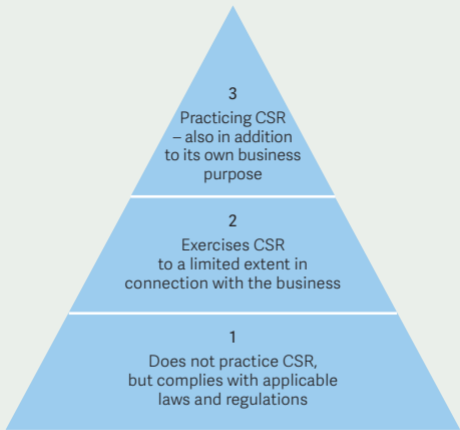 3
Practicing CSR
– also in addition
to its own business
purpose
2
Exercises CSR
to a limited extent in
connection with the business
1
Does not practice CSR,
but complies with applicable
laws and regulations